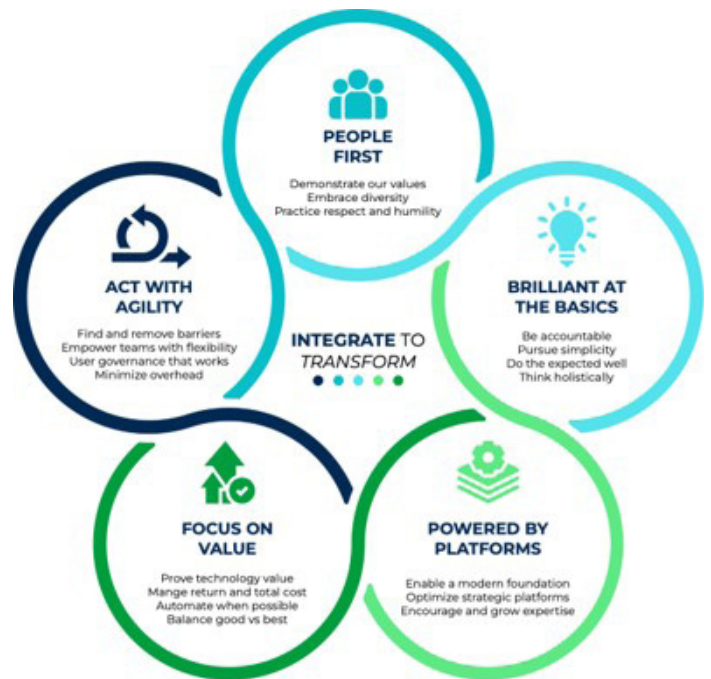 PEOPLE
FIRST
Demonstrate our values
Embrace diversity
Practice respect and humility
BRILLIANT AT
THE BASICS
Be accountable
Pursue simplicity
Do the expected well
Think holistically
POWERED BY
PLATFORMS
Enable a modern foundation
Optimize strategic platforms
Encourage and grow expertise
FOCUS ON
VALUE
Prove technology value
Mange return and total cost
Automate when possible
Balance good vs best
ACT WITH
AGILITY
Find and remove barriers
Empower teams with flexibility
User governance that works
Minimize overhead
INTEGRATE TO
TRANSFORM